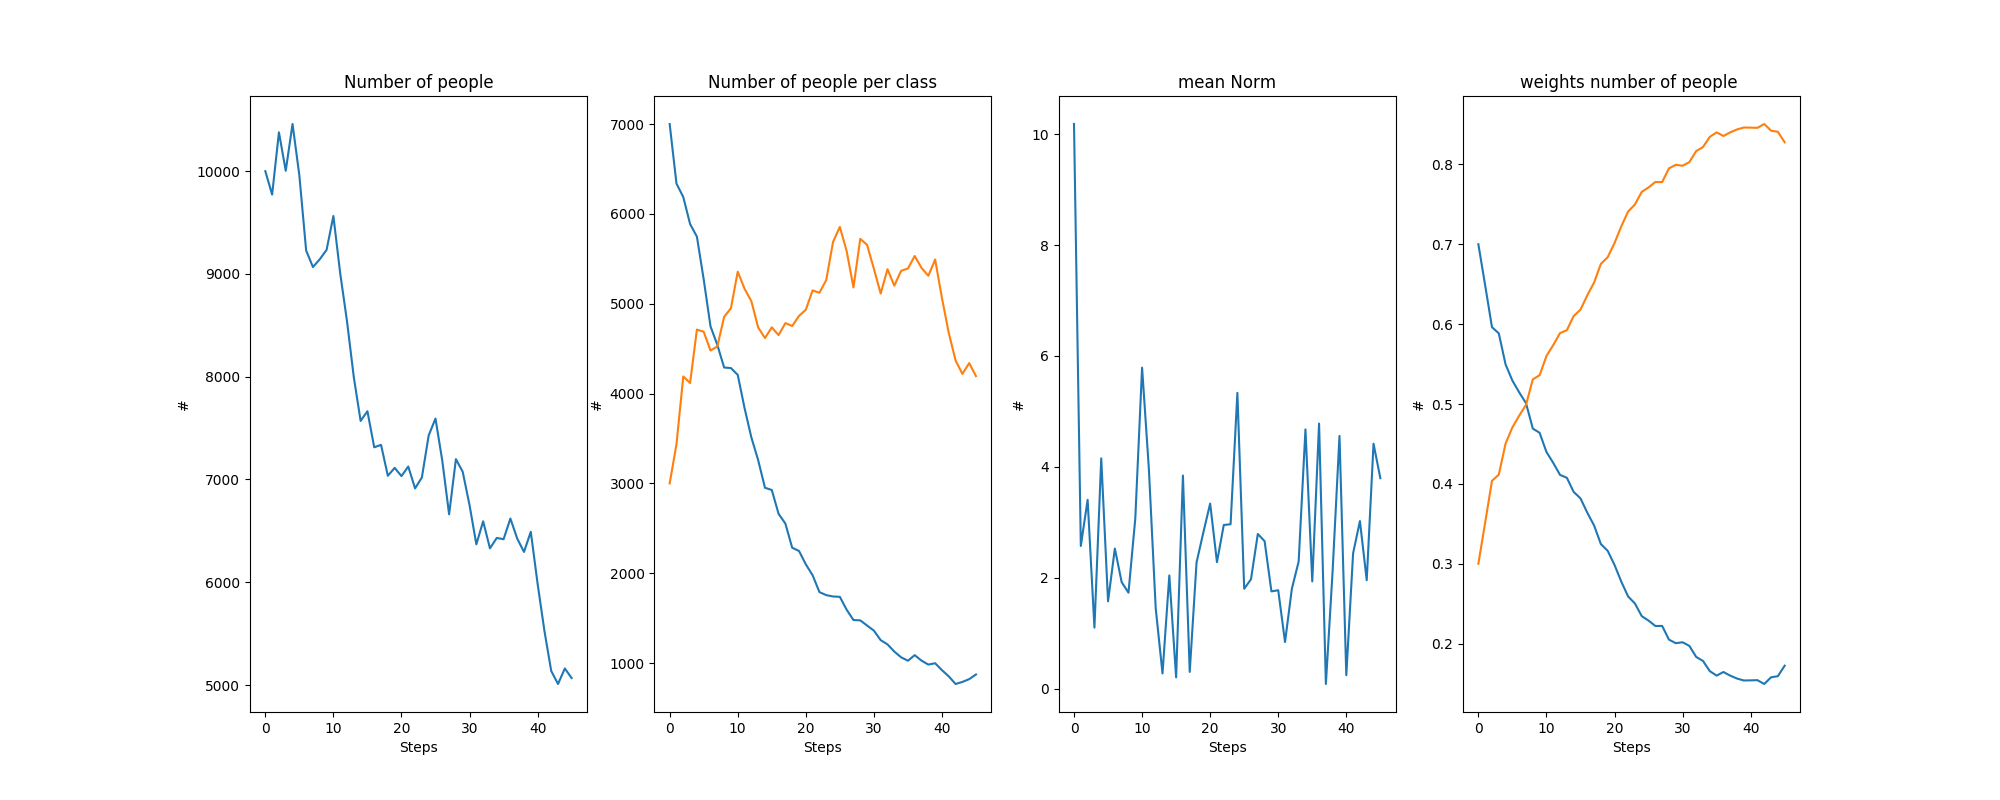 Number of people
10000
9000
8000
7000
6000
5000
#
0 10 20 30 40
Steps
Number of people per class
7000
6000
5000
4000
3000
2000
1000
#
0 10 20 30 40
Steps
mean Norm
10
8
6
4
2
0
#
0 10 20 30 40
Steps
weights number of people
0.8
0.7
0.6
0.5
0.4
0.3
0.2
#
0 10 20 30 40
Steps